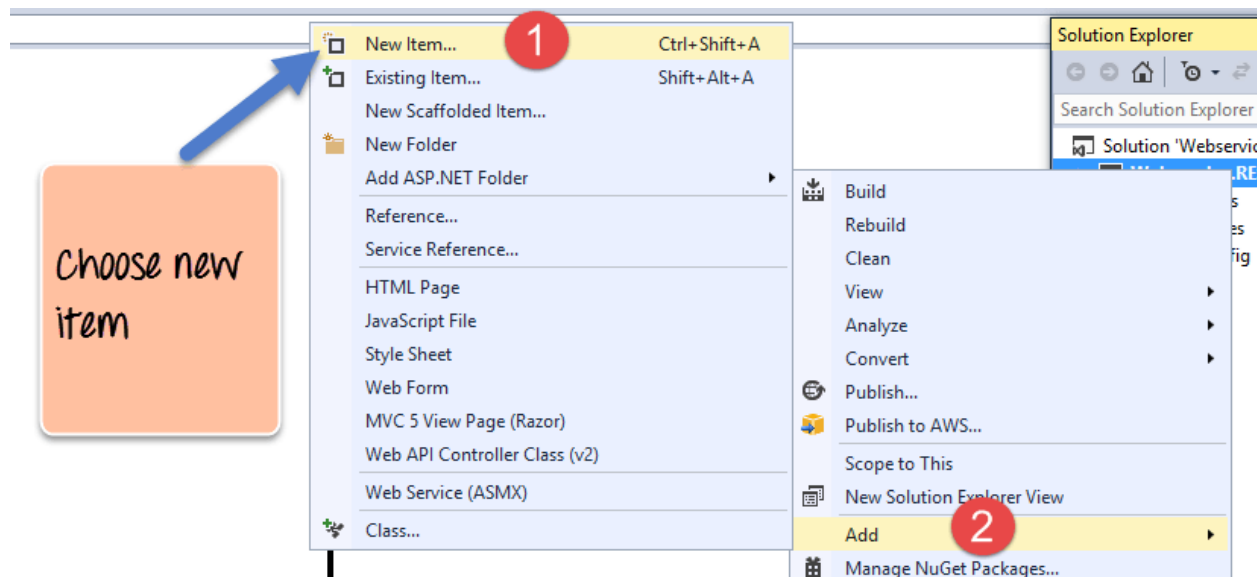 Choose new
item
New Item... Ctrl+Shift+A
1
Existing Item... Shift+Alt+A
New Scaffolded Item...
New Folder
Add ASP.NET Folder
Reference...
Service Reference...
HTML Page
JavaScript File
Style Sheet
Web Form
MVC 5 View Page (Razor)
Web API Controller Class (v2)
Web Service (ASMX)
Class...
Build
Rebuild
Clean
View
Analyze
Convert
Publish...
Publish to AWS...
Scope to This
New Solution Explorer View
Add
2
Manage NuGet Packages...
Solution Explorer
Search Solution Explorer
Solution 'Webservic
.RE
s
es
fig